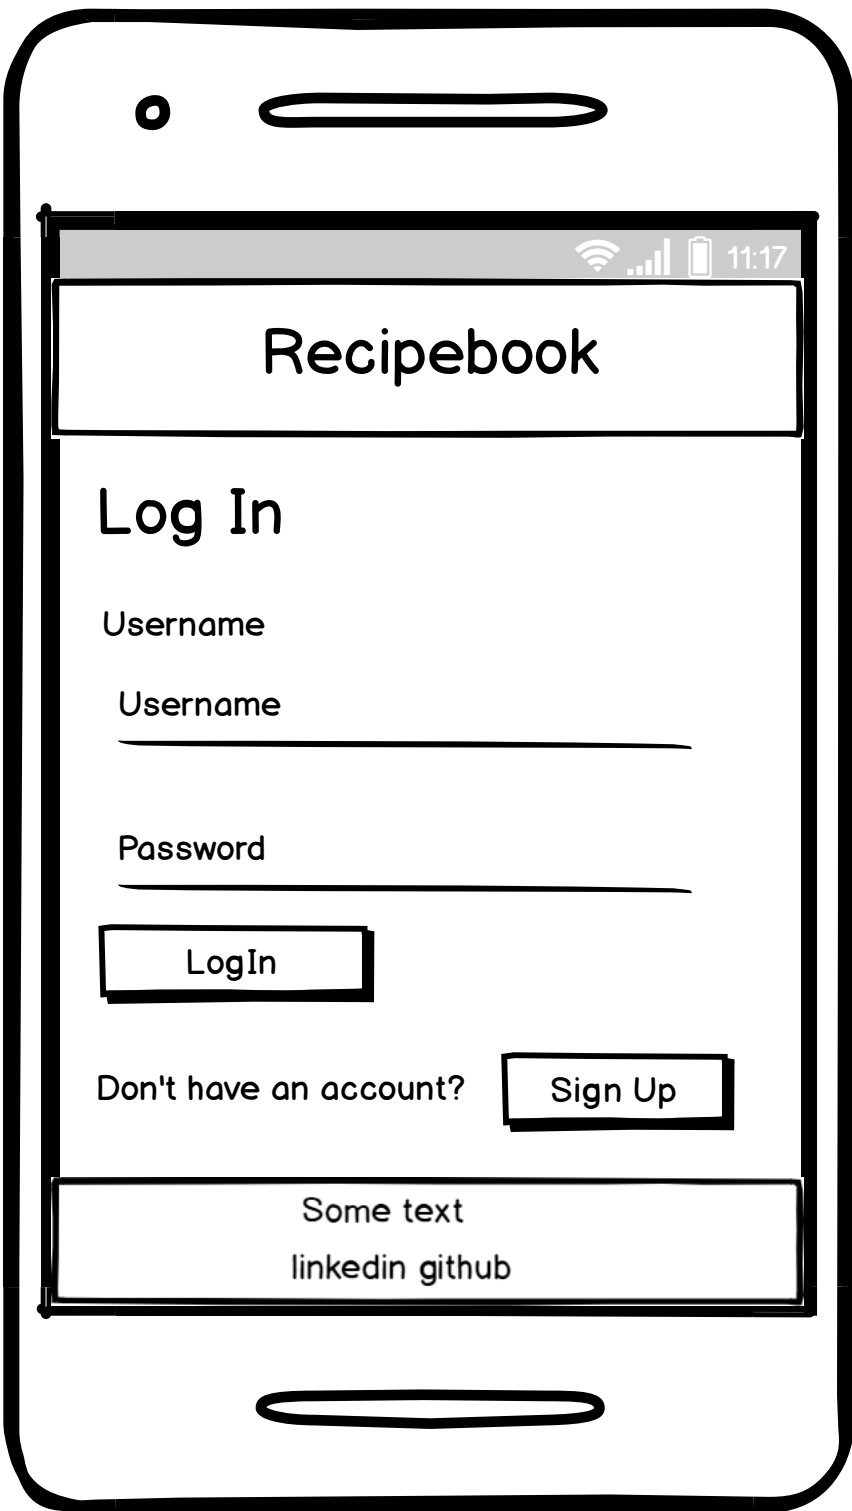 11:17
Recipebook
Log In
Username
Username
Password
LogIn
Don't have an account? Sign Up
Some text
linkedin github